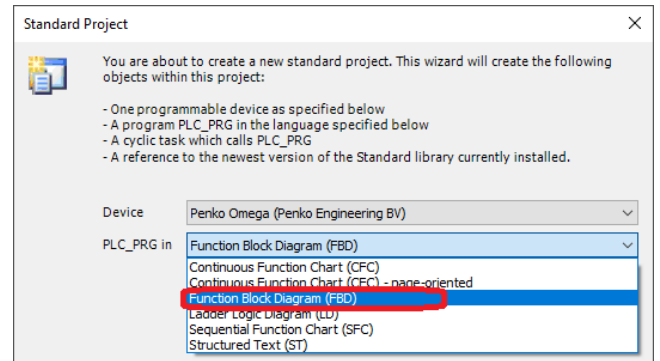 Standard Project
You are about to create a new standard project. This wizard will create the following
objects within this project:
- One programmable device as specified below
- A program PLC_PRG in the language specified below
- A cyclic task which calls PLC_PRG
- A reference to the newest version of the Standard library currently installed.
Device Penko Omega (Penko Engineering BV)
PLC_PRG in Function Block Diagram (FBD)
Continuous Function Chart (CFC)
Continuous Function Chart (CFC) - page-oriented
Function Block Diagram (FBD)
Ladder Logic Diagram (LD)
Sequential Function Chart (SFC)
Structured Text (ST)